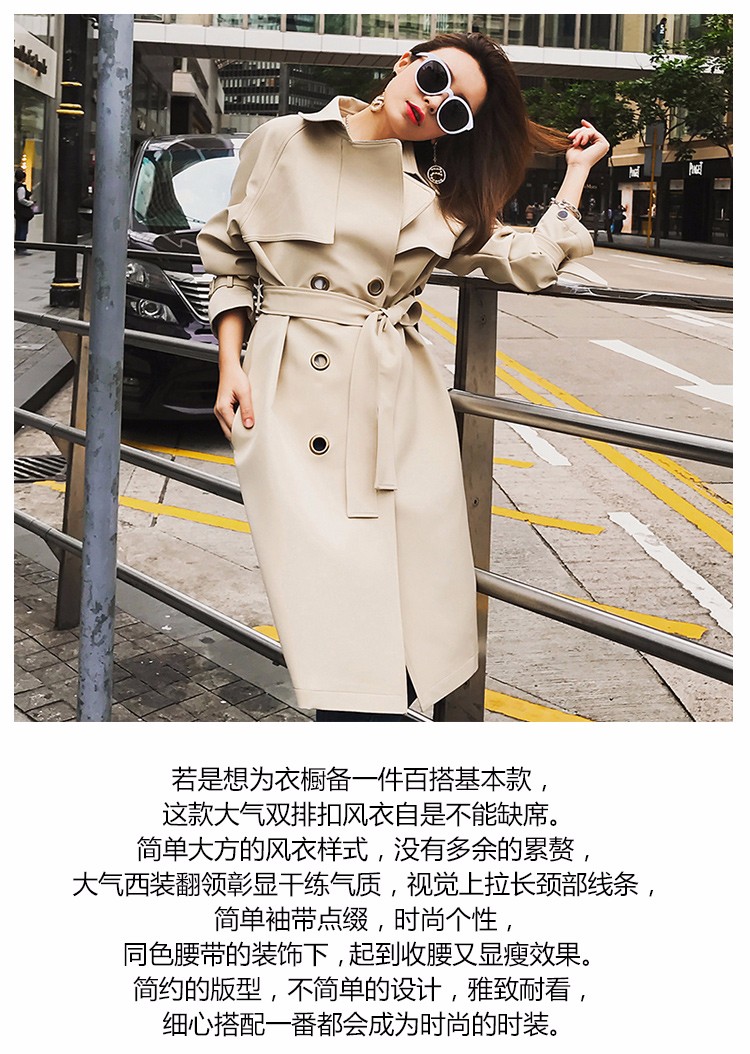 PIAGET
PIAGET
若是想为衣橱备一件百搭基本款，
这款大气双排扣风衣自是不能缺席。
简单大方的风衣样式，没有多余的累赘，
大气西装翻领彰显干练气质，视觉上拉长颈部线条，
简单袖带点缀，时尚个性，
同色腰带的装饰下，起到收腰又显瘦效果。
简约的版型，不简单的设计，雅致耐看，
细心搭配一番都会成为时尚的时装。